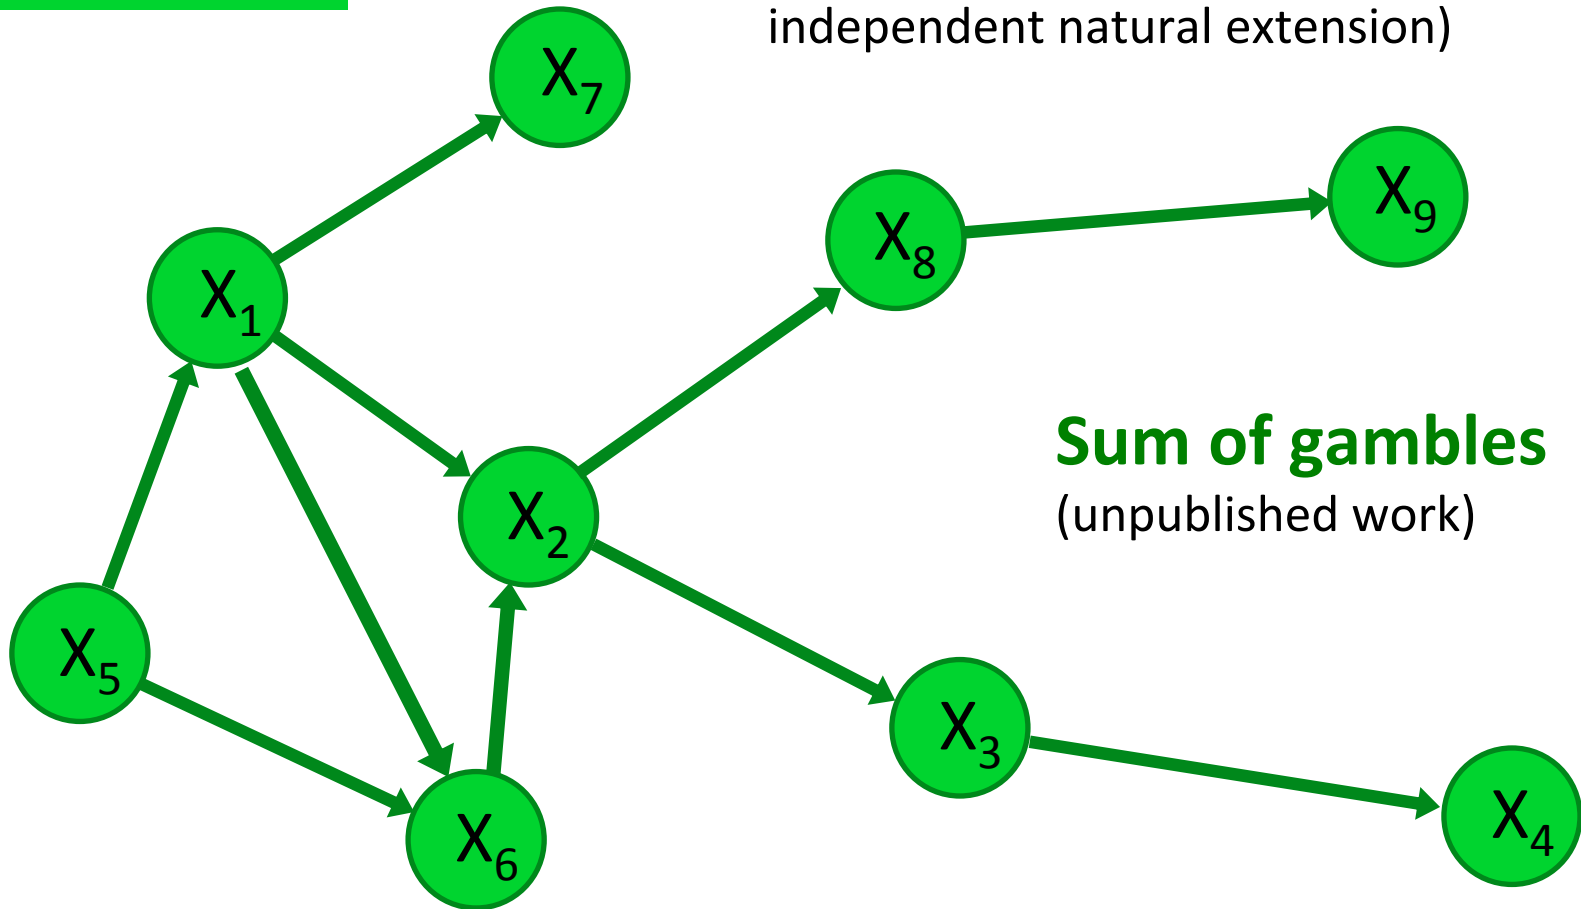 independent natural extension)
X7
X9
X8
X1
Sum of gambles
(unpublished work)
X2
X5
X3
X4
X6